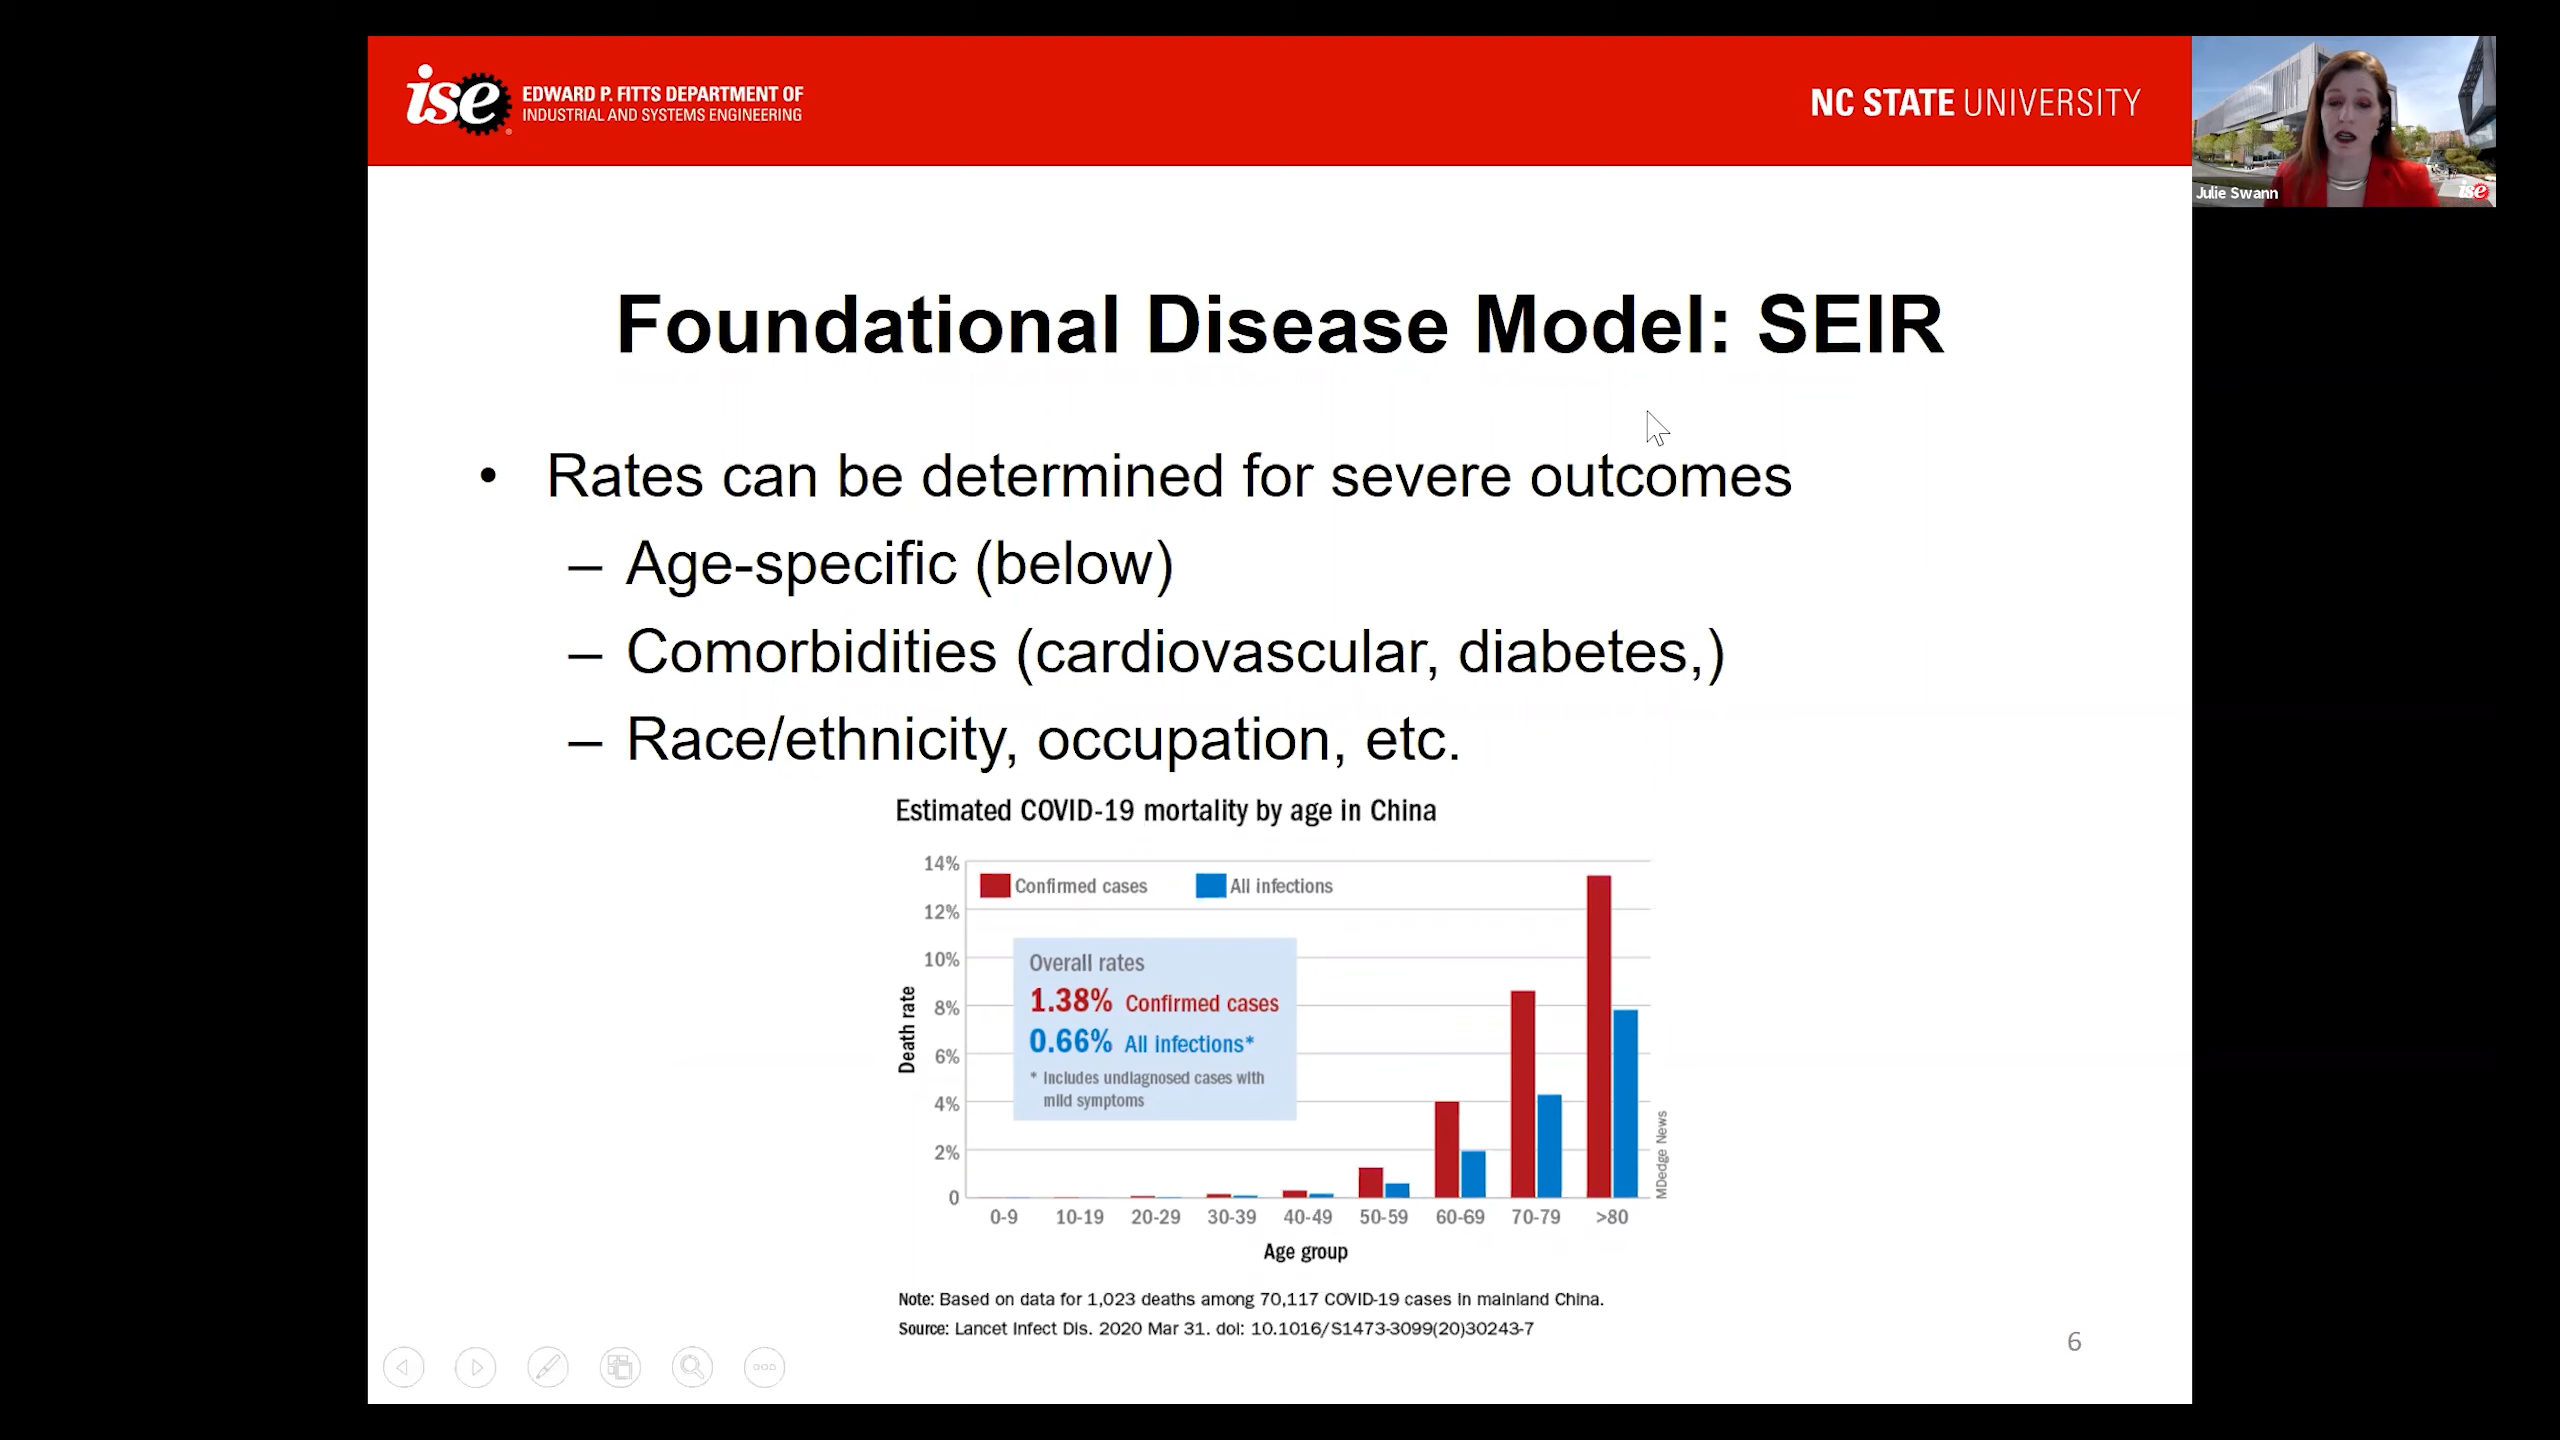 ise
EDWARD P. FITTS DEPARTMENT OF
INDUSTRIAL AND SYSTEMS ENGINEERING
NC STATE UNIVERSITY
Julie Swann
ise
Foundational Disease Model: SEIR
• Rates can be determined for severe outcomes
– Age-specific (below)
– Comorbidities (cardiovascular, diabetes,)
– Race/ethnicity, occupation, etc.
Estimated COVID-19 mortality by age in China
14%
12%
10%
8%
6%
4%
2%
0
Death rate
Confirmed cases
All infections
Overall rates
1.38% Confirmed cases
0.66% All infections*
* Includes undiagnosed cases with
mild symptoms
0-9 10-19 20-29 30-39 40-49 50-59 60-69 70-79 >80
Age group
MDedge News
Note: Based on data for 1,023 deaths among 70,117 COVID-19 cases in mainland China.
Source: Lancet Infect Dis. 2020 Mar 31. doi: 10.1016/S1473-3099(20)30243-7
6